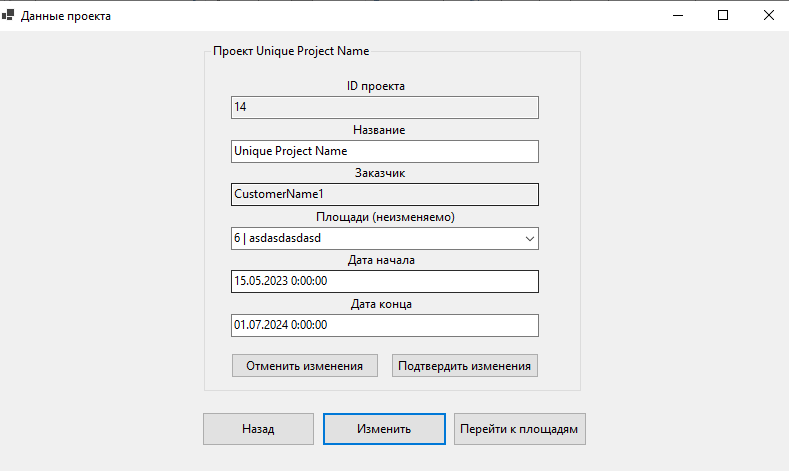 Данные проекта
Проект Unique Project Name
ID проекта
14
Название
Unique Project Name
Заказчик
CustomerName1
Площади (неизменяемо)
6 | asdasdasdasd
Дата начала
15.05.2023 0:00:00
Дата конца
01.07.2024 0:00:00
Отменить изменения Подтвердить изменения
Назад Изменить Перейти к площадям